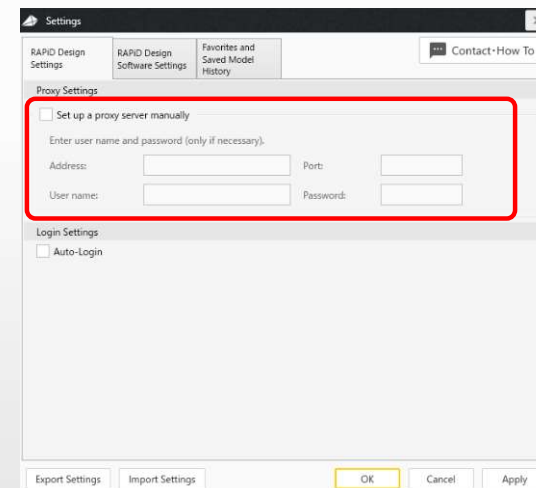 Settings
RAPiD Design
Settings
RAPiD Design
Software Settings
Favorites and
Saved Model
History
Contact・How To
Proxy Settings
Set up a proxy server manually
Enter user name and password (only if necessary).
Address:
Port:
User name:
Password:
Login Settings
Auto-Login
Export Settings
Import Settings
OK
Cancel
Apply